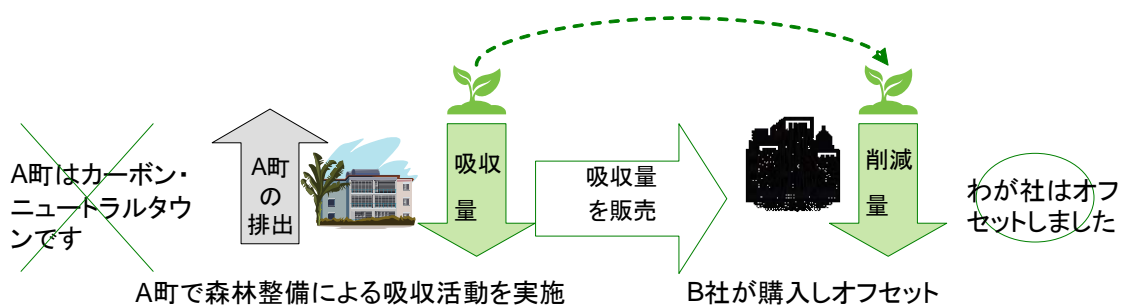 A町はカーボン・
ニュートラルタウ
ンです
A町
の
排出
吸収
量
吸収量
を販売
削減
量
わが社はオフ
セットしました
A町で森林整備による吸収活動を実施
B社が購入しオフセット